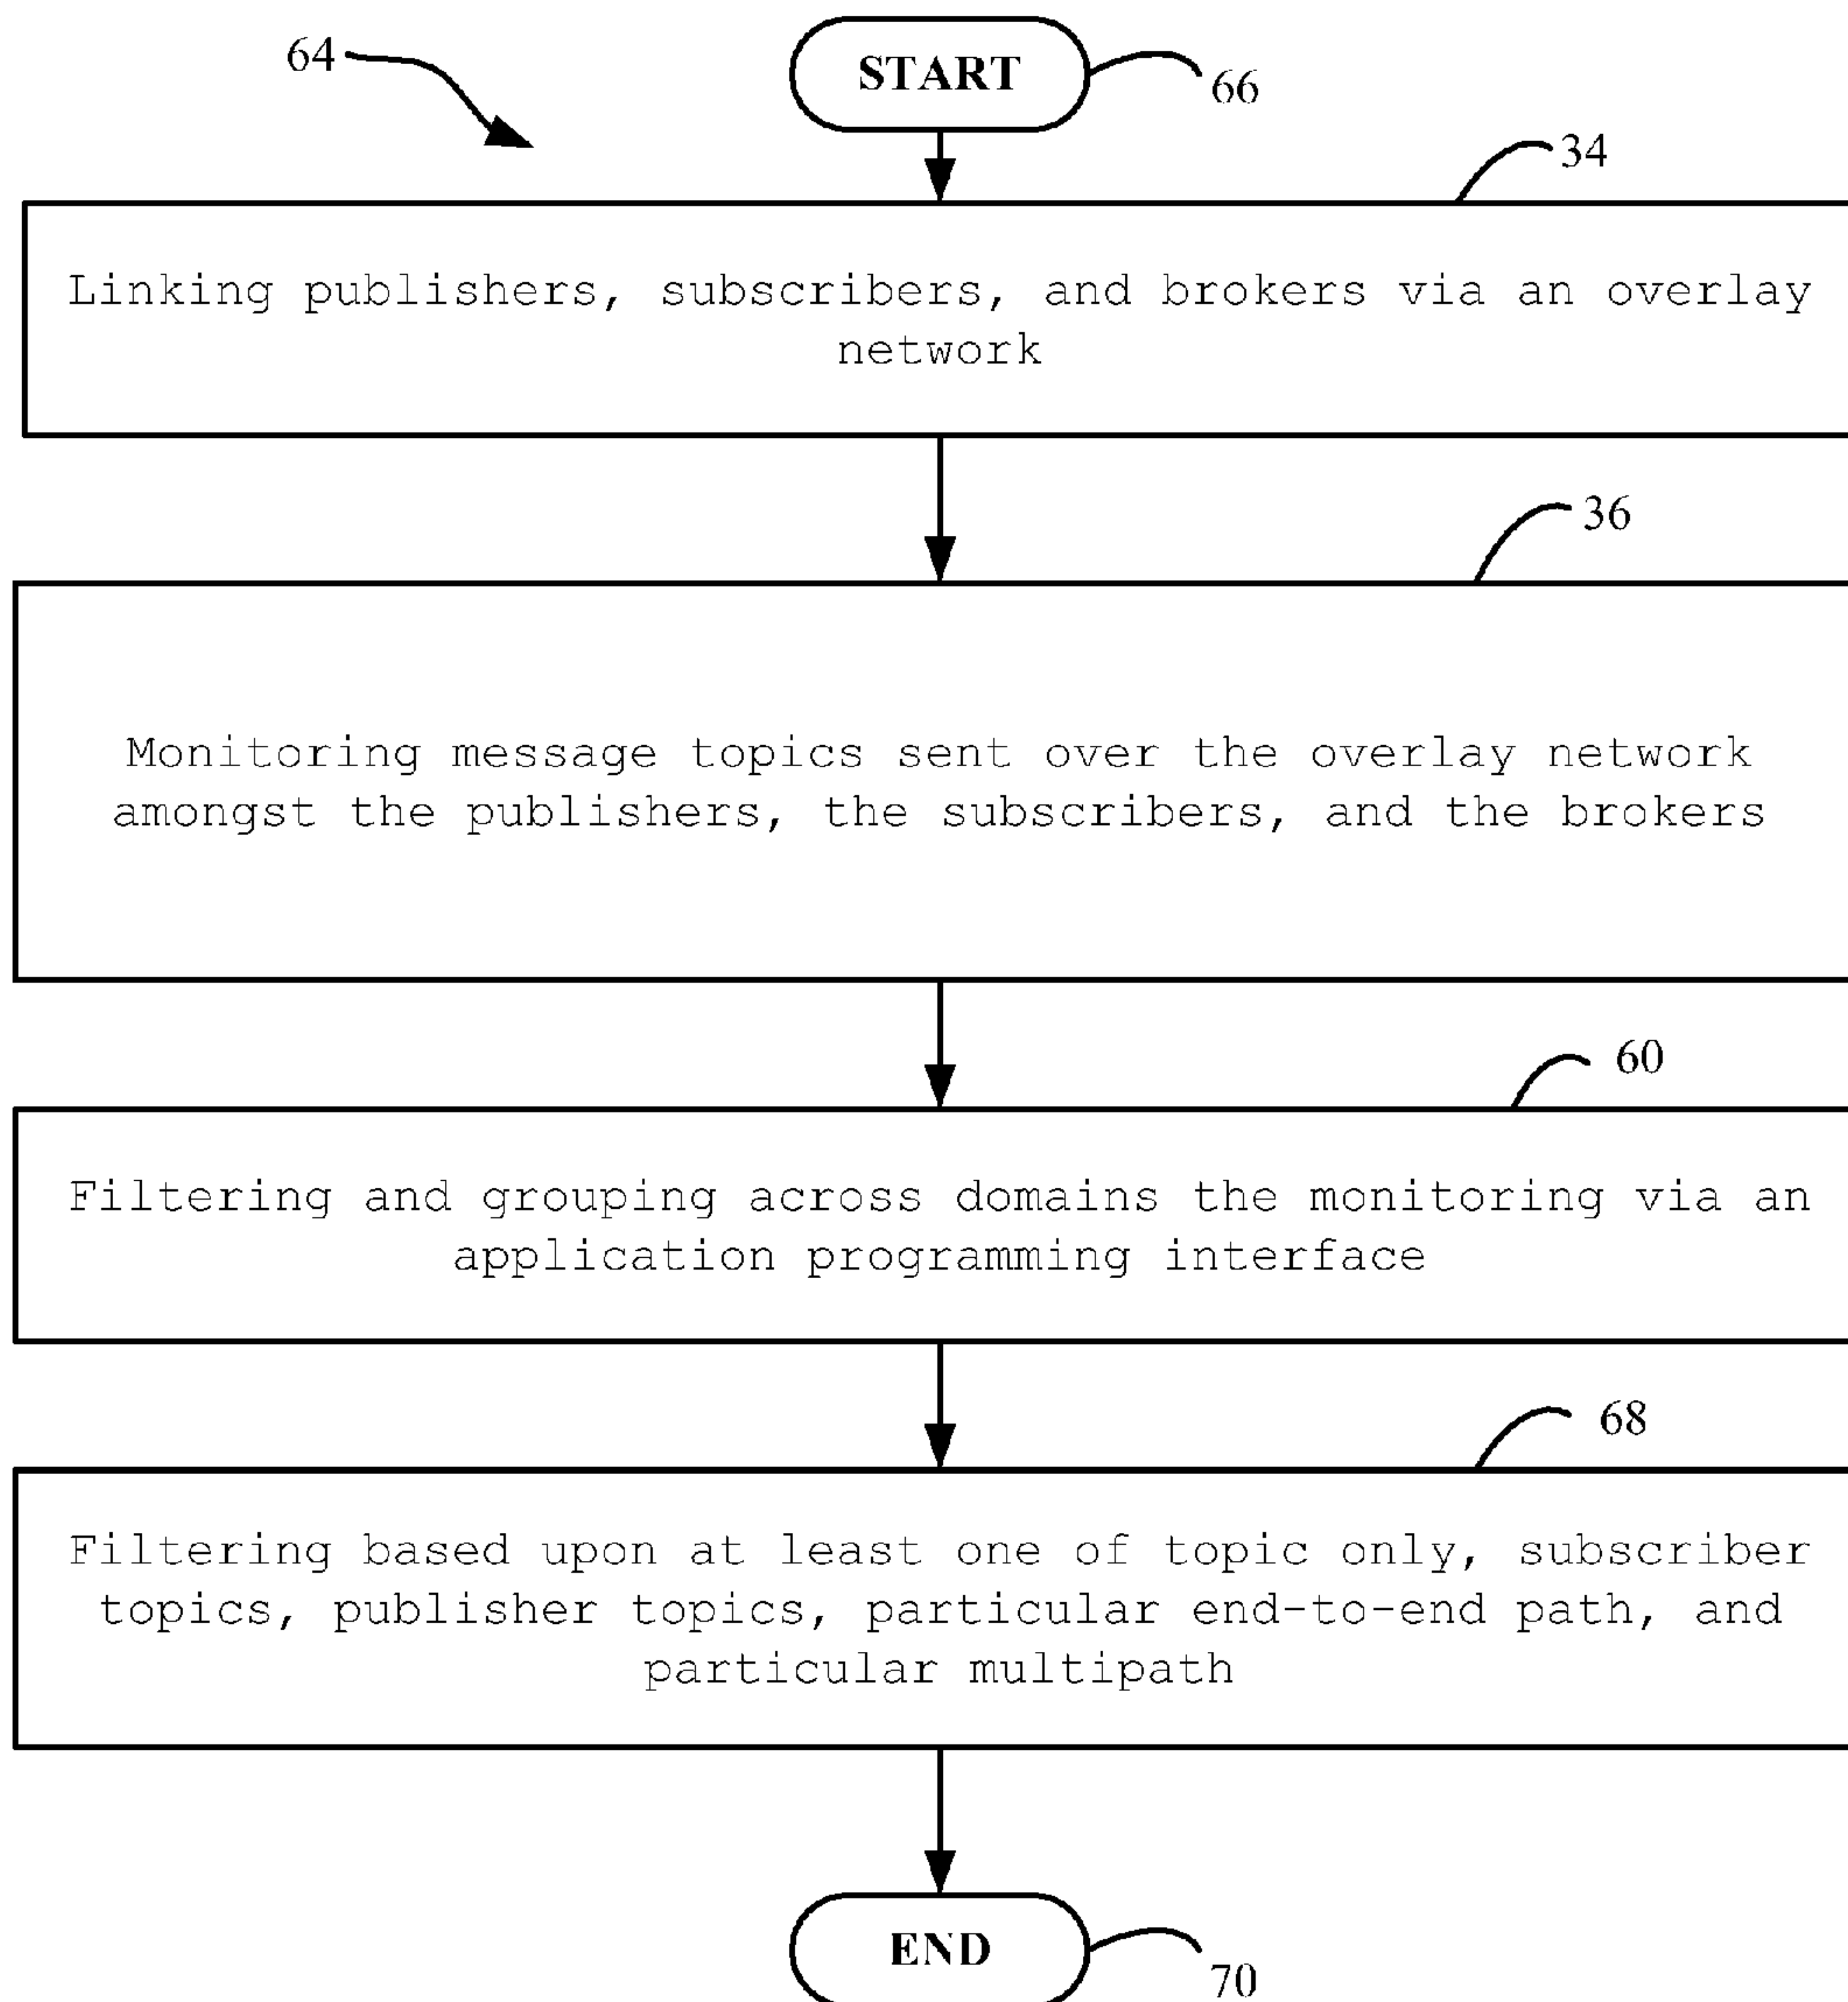 64
START
66
34
Linking publishers, subscribers, and brokers via an overlay
network
36
Monitoring message topics sent over the overlay network
amongst the publishers, the subscribers, and the brokers
60
Filtering and grouping across domains the monitoring via an
application programming interface
68
Filtering based upon at least one of topic only, subscriber
topics, publisher topics, particular end-to-end path, and
particular multipath
END
70